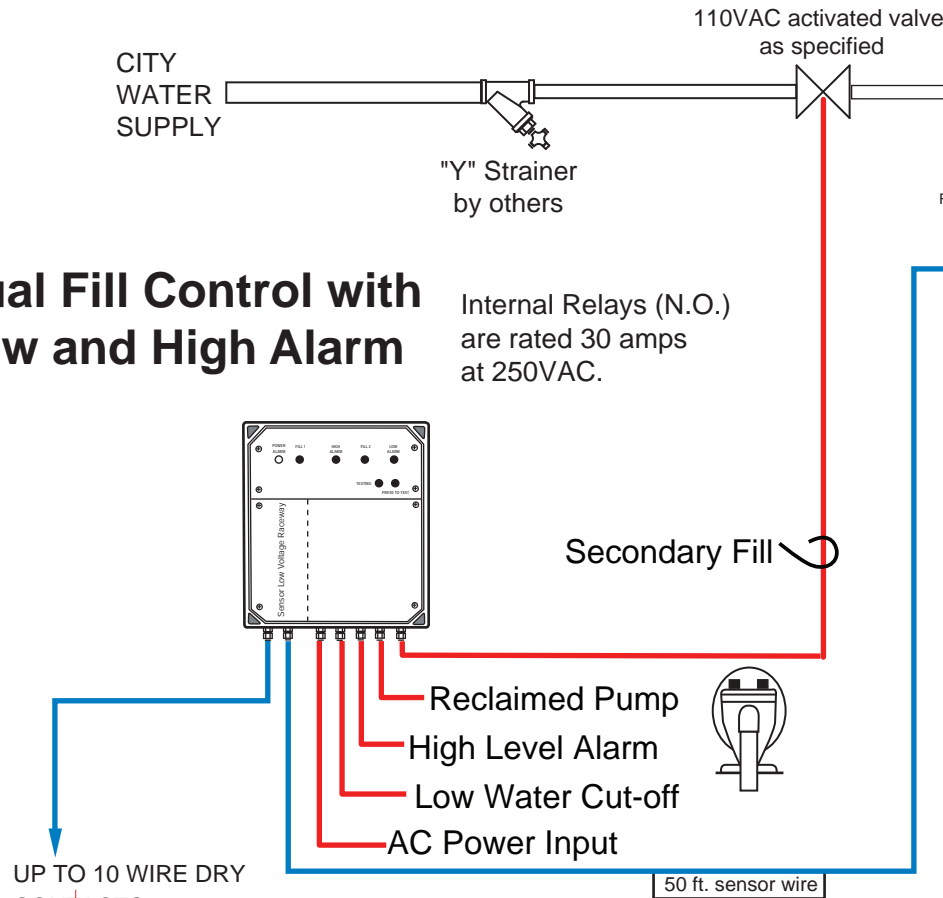 110VAC activated valve
as specified
CITY
WATER
SUPPLY
"Y" Strainer
by others
Fill Control with
and High Alarm
Internal Relays (N.O.)
are rated 30 amps
at 250VAC.
POWER
ALARM
FILL 1
HIGH
ALARM
FILL 2
LOW
ALARM
TESTING
PRESS TO TEST
Sensor Low Voltage Raceway
Secondary Fill
Reclaimed Pump
High Level Alarm
Low Water Cut-off
AC Power Input
UP TO 10 WIRE DRY
50 ft. sensor wire